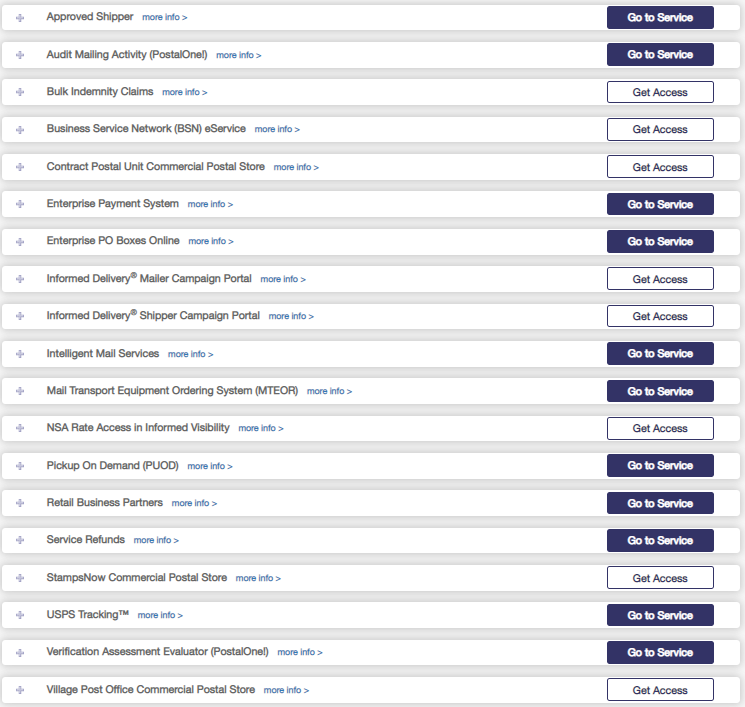 Approved Shipper more info > Go to Service
Audit Mailing Activity (PostalOne!) more info > Go to Service
Bulk Indemnity Claims more info > Get Access
Business Service Network (BSN) eService more info > Get Access
Contract Postal Unit Commercial Postal Store more info > Get Access
Enterprise Payment System more info > Go to Service
Enterprise PO Boxes Online more info > Go to Service
Informed Delivery® Mailer Campaign Portal more info > Get Access
Informed Delivery® Shipper Campaign Portal more info > Get Access
Intelligent Mail Services more info > Go to Service
Mail Transport Equipment Ordering System (MTEOR) more info > Go to Service
NSA Rate Access in Informed Visibility more info > Get Access
Pickup On Demand (PUOD) more info > Go to Service
Retail Business Partners more info > Go to Service
Service Refunds more info > Go to Service
StampsNow Commercial Postal Store more info > Get Access
USPS Tracking™ more info > Go to Service
Verification Assessment Evaluator (PostalOne!) more info > Go to Service
Village Post Office Commercial Postal Store more info > Get Access